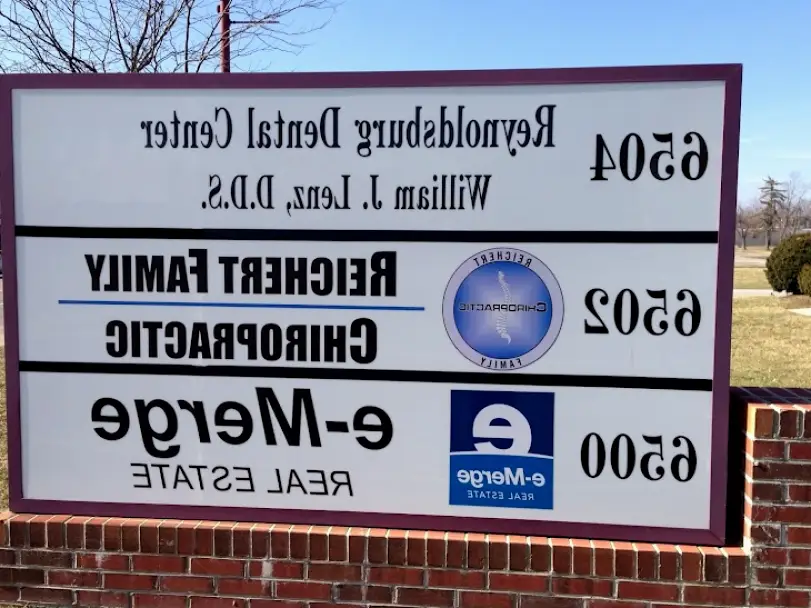 6504 Reynoldsburg Dental Center
William J. Lenz, D.D.S.
6502
REICHERT
CHIROPRACTIC
FAMILY
REICHERT FAMILY
CHIROPRACTIC
6500
e
e-Merge
REAL ESTATE
e-Merge
REAL ESTATE